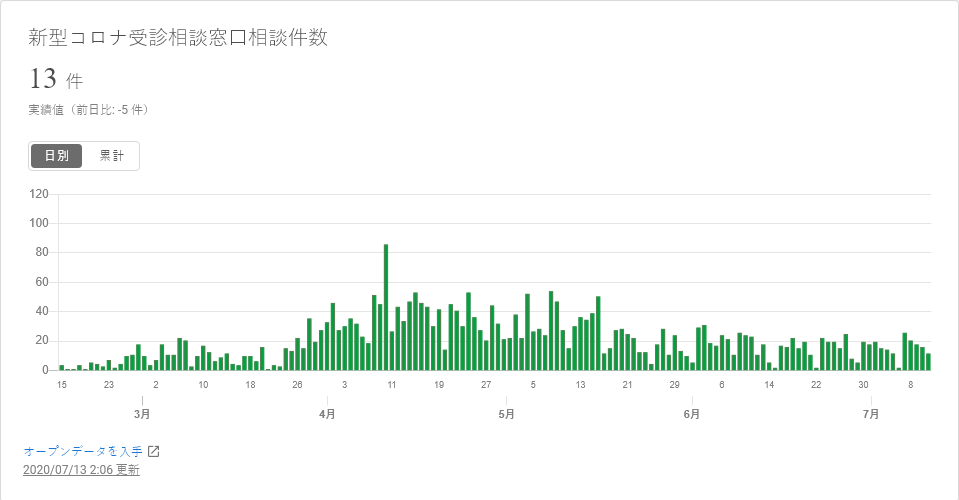 新型コロナ受診相談窓口相談件数
13 件
実績値（前日比: -5 件）
日別 累計
120
100
80
60
40
20
0
15 23 2 10 18 26 3 11 19 27 5 13 21 29 6 14 22 30 8
3月 4月 5月 6月 7月
オープンデータを入手
2020/07/13 2:06 更新